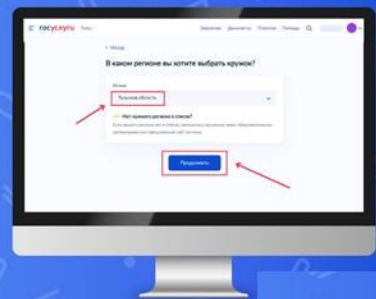 госуслуги
Заявления Документы Платежи Помощь
Назад
В каком регионе вы хотите выбрать кружок?
Регион
Тульская область
Нет нужного региона в списке?
Продолжить